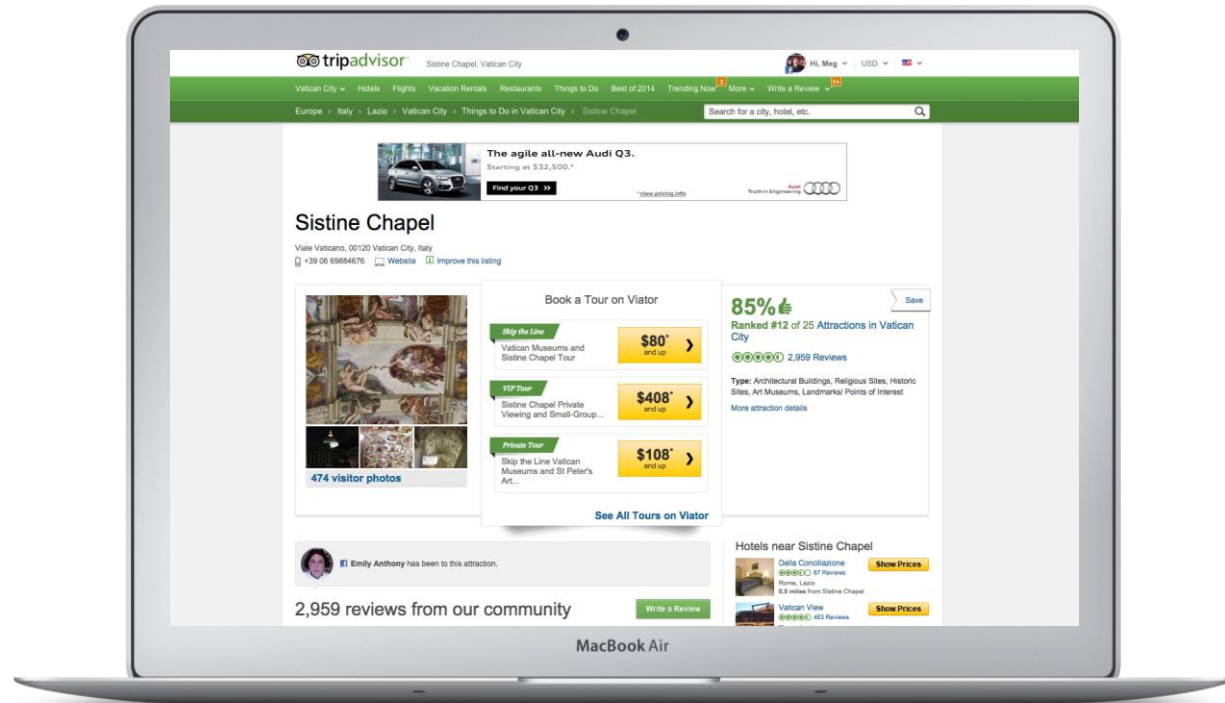 tripadvisor
Sistine Chapel, Vatican City
Hi, Meg
USD
Vatican City Hotels Flights Vacation Rentals Restaurants Things to Do Best of 2014 Trending Now 3 More Write a Review 5+
Europe › Italy › Lazio › Vatican City › Things to Do in Vatican City › Sistine Chapel
Search for a city, hotel, etc.
The agile all-new Audi Q3.
Starting at $32,500.*
Find your Q3 >>
*view pricing info
Audi
Truth in Engineering
Sistine Chapel
Viale Vaticano, 00120 Vatican City, Italy
+39 06 69884676 Website Improve this listing
474 visitor photos
Book a Tour on Viator
Skip the Line
Vatican Museums and
Sistine Chapel Tour
$80*
and up
VIP Tour
Sistine Chapel Private
Viewing and Small-Group...
$408*
and up
Private Tour
Skip the Line Vatican
Museums and St Peter's
Art...
$108*
and up
See All Tours on Viator
85%
Save
Ranked #12 of 25 Attractions in Vatican
City
2,959 Reviews
Type: Architectural Buildings, Religious Sites, Historic
Sites, Art Museums, Landmarks/ Points of Interest
More attraction details
Emily Anthony has been to this attraction.
2,959 reviews from our community
Write a Review
Hotels near Sistine Chapel
Della Conciliazione
67 Reviews
Rome, Lazio
0.0 miles from Sistine Chapel
Show Prices
Vatican View
463 Reviews
Show Prices
MacBook Air